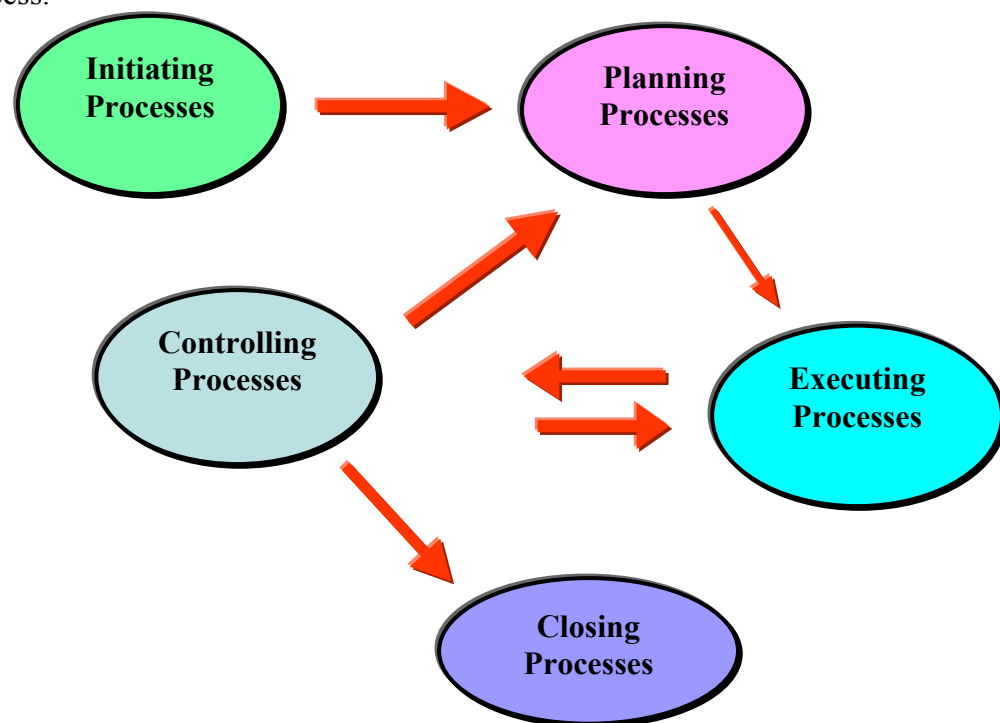 Initiating
Processes
Planning
Processes
Controlling
Processes
Executing
Processes
Closing
Processes